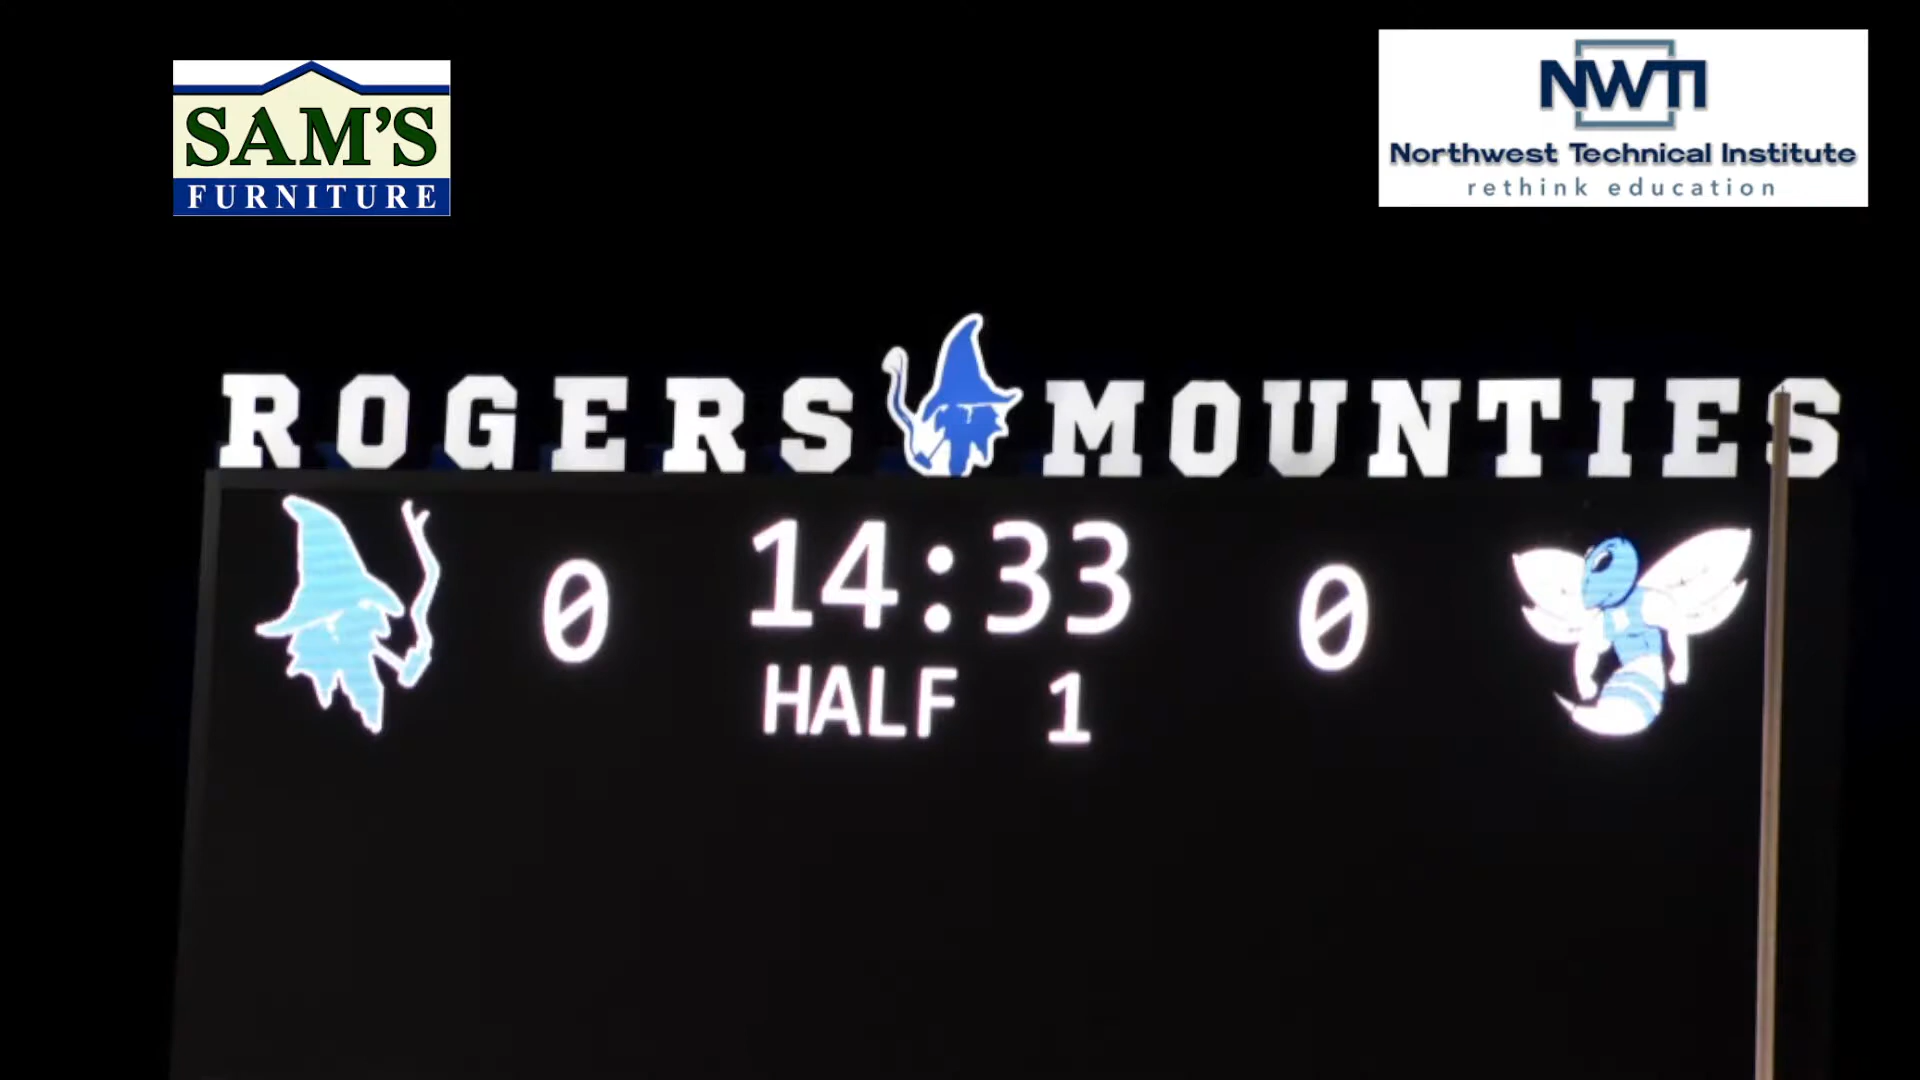 SAM'S
FURNITURE
NWTI
Northwest Technical Institute
rethink education
ROGERS MOUNTIES
0 14:33 0
HALF 1